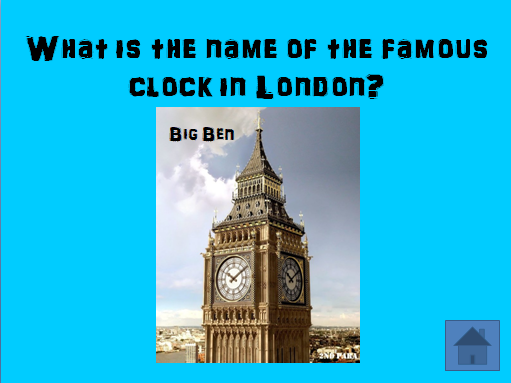 What is the name of the famous
clock in London?
Big Ben
2ND PARA